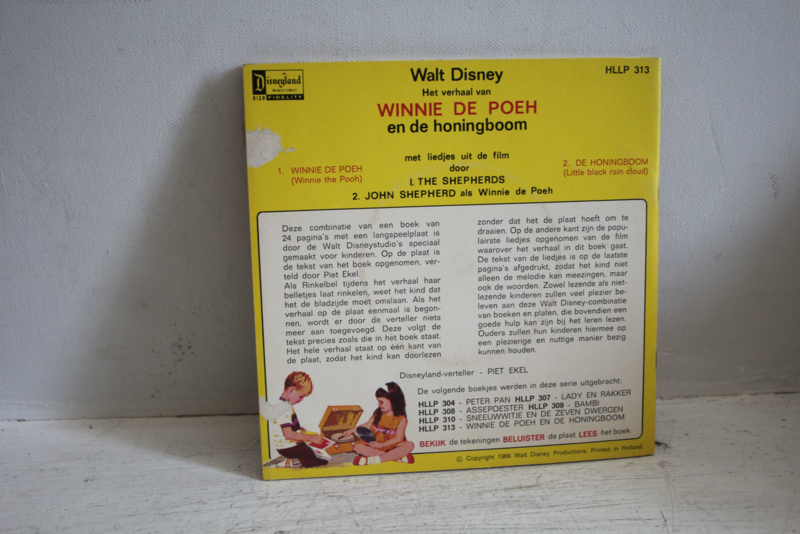 Disneyland
HIGH FIDELITY
Walt Disney
HLLP 313
Het verhaal van
WINNIE DE POEH
en de honingboom
met liedjes uit de film
door
1. WINNIE DE POEH
(Winnie the Pooh)
2. DE HONINGBOOM
(Little black rain cloud)
I. THE SHEPHERDS
2. JOHN SHEPHERD als Winnie de Poeh
Deze combinatie van een boek van
24 pagina's met een langspeelplaat is
door de Walt Disneystudio's speciaal
gemaakt voor kinderen. Op de plaat is
de tekst van het boek opgenomen, ver-
teld door Piet Ekel.
Als Rinkelbel tijdens het verhaal haar
belletjes laat rinkelen, weet het kind dat
het de bladzijde moet omslaan. Als het
verhaal op de plaat eenmaal is begon-
nen, wordt er door de verteller niets
meer aan toegevoegd. Deze volgt de
tekst precies zoals die in het boek staat.
Het hele verhaal staat op één kant van
de plaat, zodat het kind kan doorlezen
zonder dat het de plaat hoeft om te
draaien. Op de andere kant zijn de popu-
lairste liedjes opgenomen van de film
waarover het verhaal in dit boek gaat.
De tekst van de liedjes is op de laatste
pagina's afgedrukt, zodat het kind niet
alleen de melodie kan meezingen, maar
ook de woorden. Zowel lezende als niet-
lezende kinderen zullen veel plezier be-
leven aan deze Walt Disney-combinatie
van boeken en platen, die bovendien een
goede hulp kan zijn bij het leren lezen.
Ouders zullen hun kinderen hiermee op
een plezierige en nuttige manier bezig
kunnen houden.
Disneyland-verteller - PIET EKEL
De volgende boekjes werden in deze serie uitgebracht:
HLLP 304 - PETER PAN HLLP 307 - LADY EN RAKKER
HLLP 308 - ASSEPOESTER HLLP 309 - BAMBI
HLLP 310 - SNEEUWWITJE EN DE ZEVEN DWERGEN
HLLP 313 - WINNIE DE POEH EN DE HONINGBOOM
BEKIJK de tekeningen BELUISTER de plaat LEES het boek
© Copyright 1966 Walt Disney Productions. Printed in Holland.